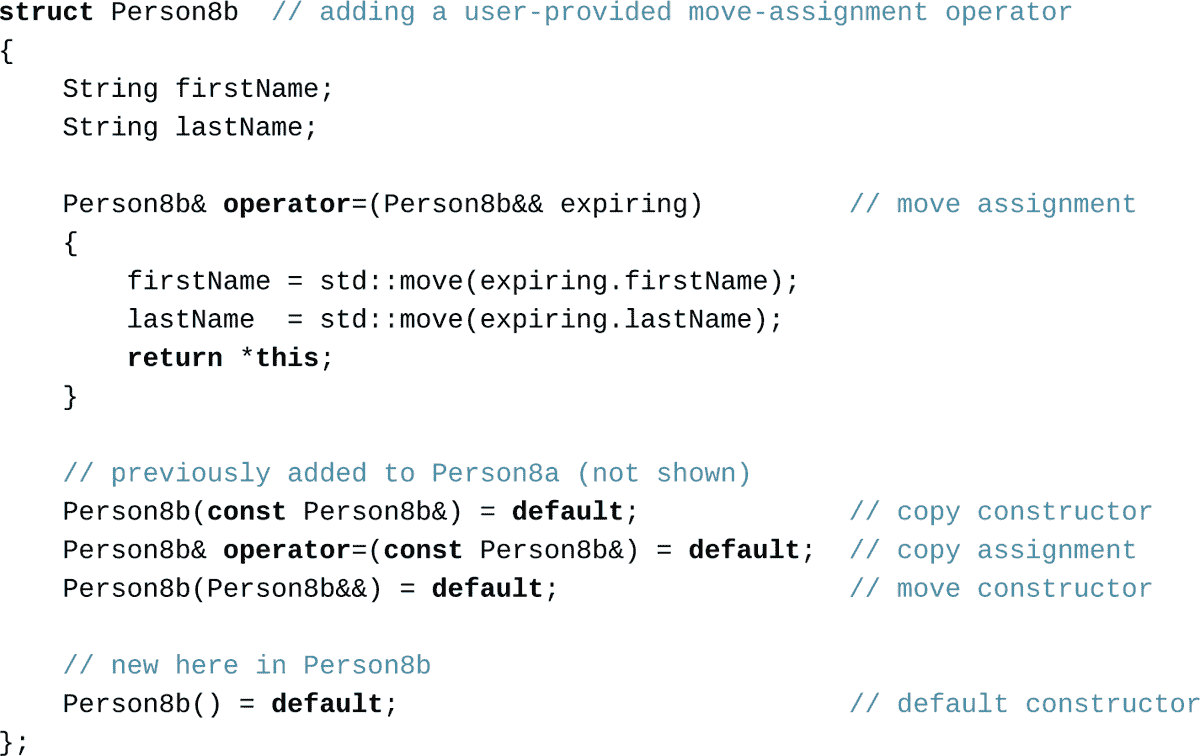 struct Person8b  // adding a user-provided move-assignment operator
{
    String firstName;
    String lastName;

    Person8b& operator=(Person8b&& expiring)         // move assignment
    {
        firstName = std::move(expiring.firstName);
        lastName  = std::move(expiring.lastName);
        return *this;
    }

    // previously added to Person8a (not shown)
    Person8b(const Person8b&) = default;             // copy constructor
    Person8b& operator=(const Person8b&) = default;  // copy assignment
    Person8b(Person8b&&) = default;                  // move constructor

    // new here in Person8b
    Person8b() = default;                            // default constructor
};